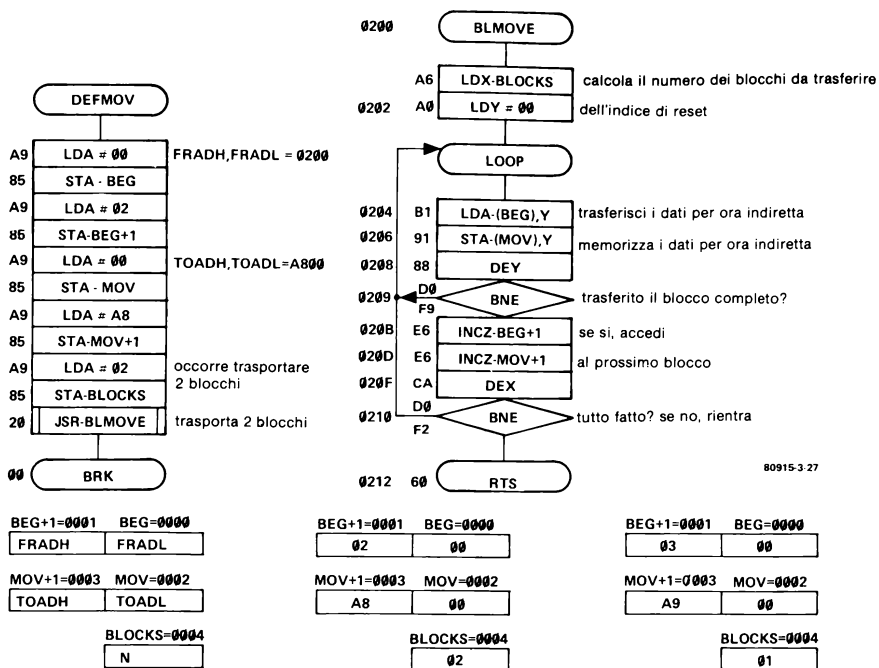 DEFMOV
A9 LDA # 00 FRADH,FRADL = 0200
85 STA - BEG
A9 LDA # 02
85 STA-BEG+1
A9 LDA # 00 TOADH,TOADL=A800
85 STA - MOV
A9 LDA # A8
85 STA-MOV+1
A9 LDA # 02 occorre trasportare
2 blocchi
85 STA-BLOCKS
20 JSR-BLMOVE trasporta 2 blocchi
00 BRK
0200 BLMOVE
A6 LDX-BLOCKS calcola il numero dei blocchi da trasferire
0202 A0 LDY # 00 dell'indice di reset
LOOP
0204 B1 LDA-(BEG),Y trasferisci i dati per ora indiretta
0206 91 STA-(MOV),Y memorizza i dati per ora indiretta
0208 88 DEY
0209 D0 F9 BNE trasferito il blocco completo?
020B E6 INCZ-BEG+1 se si, accedi
020D E6 INCZ-MOV+1 al prossimo blocco
020F CA DEX
0210 D0 F2 BNE tutto fatto? se no, rientra
0212 60 RTS
80915-3-27
BEG+1=0001 BEG=0000
FRADH FRADL
MOV+1=0003 MOV=0002
TOADH TOADL
BLOCKS=0004
N
BEG+1=0001 BEG=0000
02 00
MOV+1=0003 MOV=0002
A8 00
BLOCKS=0004
02
BEG+1=0001 BEG=0000
03 00
MOV+1=0003 MOV=0002
A9 00
BLOCKS=0004
01